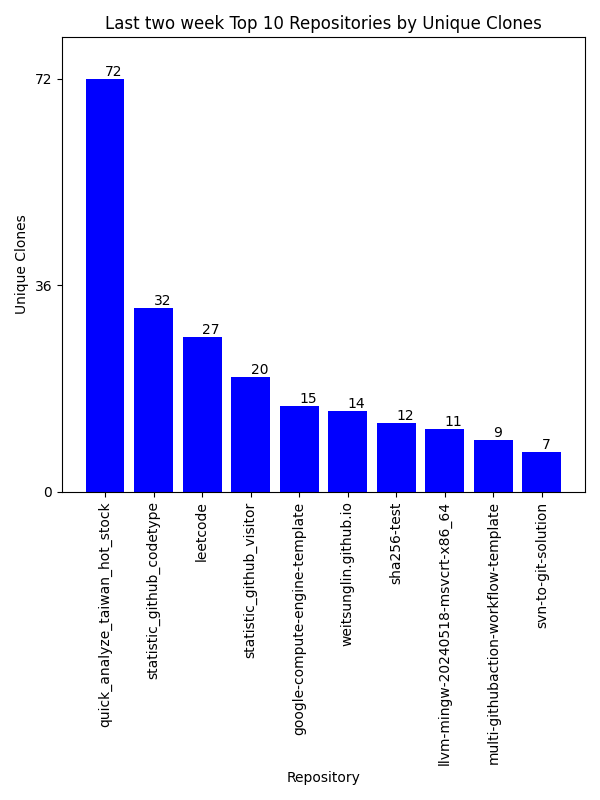 Last two week Top 10 Repositories by Unique Clones
Unique Clones
72
36
0
72
32
27
20
15
14
12
11
9
7
quick_analyze_taiwan_hot_stock
statistic_github_codetype
leetcode
statistic_github_visitor
google-compute-engine-template
weitsunglin.github.io
sha256-test
llvm-mingw-20240518-msvcrt-x86_64
multi-githubaction-workflow-template
svn-to-git-solution
Repository